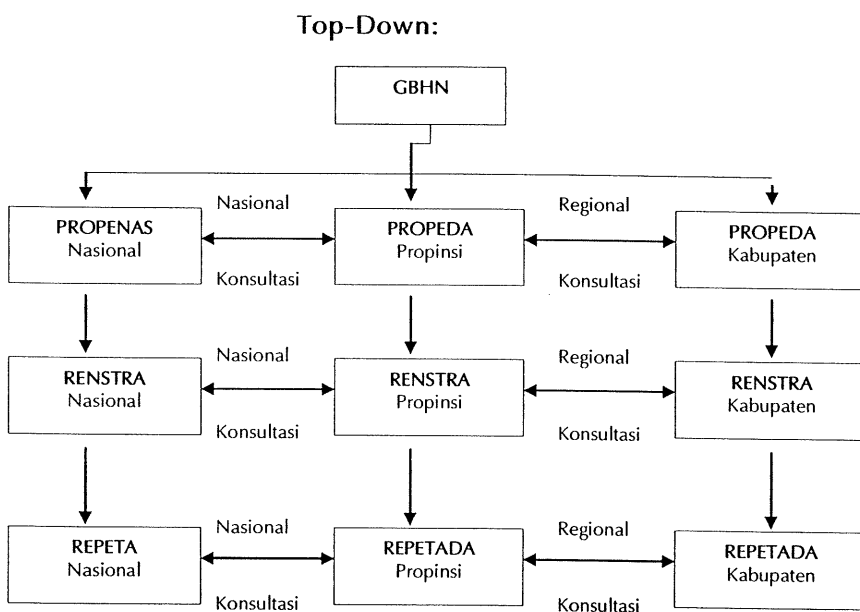 Top-Down:
GBHN
Nasional
Regional
PROPENAS
Nasional
PROPEDA
Propinsi
PROPEDA
Kabupaten
Konsultasi
Konsultasi
Nasional
Regional
RENSTRA
Nasional
RENSTRA
Propinsi
RENSTRA
Kabupaten
Konsultasi
Konsultasi
Nasional
Regional
REPETA
Nasional
REPETADA
Propinsi
REPETADA
Kabupaten
Konsultasi
Konsultasi